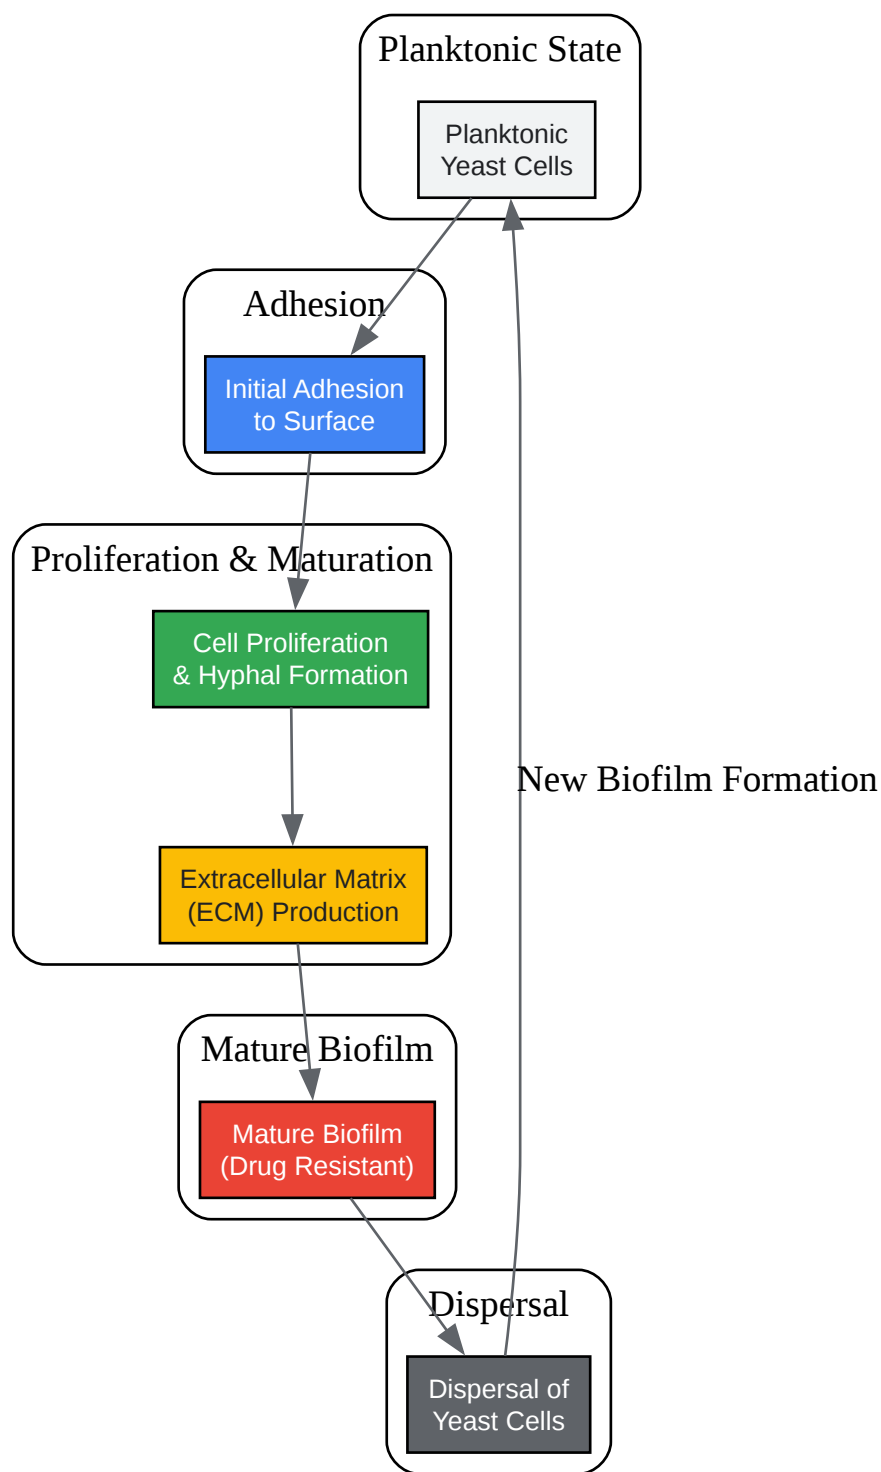 Planktonic State
Planktonic
Yeast Cells
Adhesion
Initial Adhesion
to Surface
Proliferation & Maturation
Cell Proliferation
& Hyphal Formation
New Biofilm Formation
Extracellular Matrix
(ECM) Production
Mature Biofilm
Mature Biofilm
(Drug Resistant)
Dispersal
Dispersal of
Yeast Cells